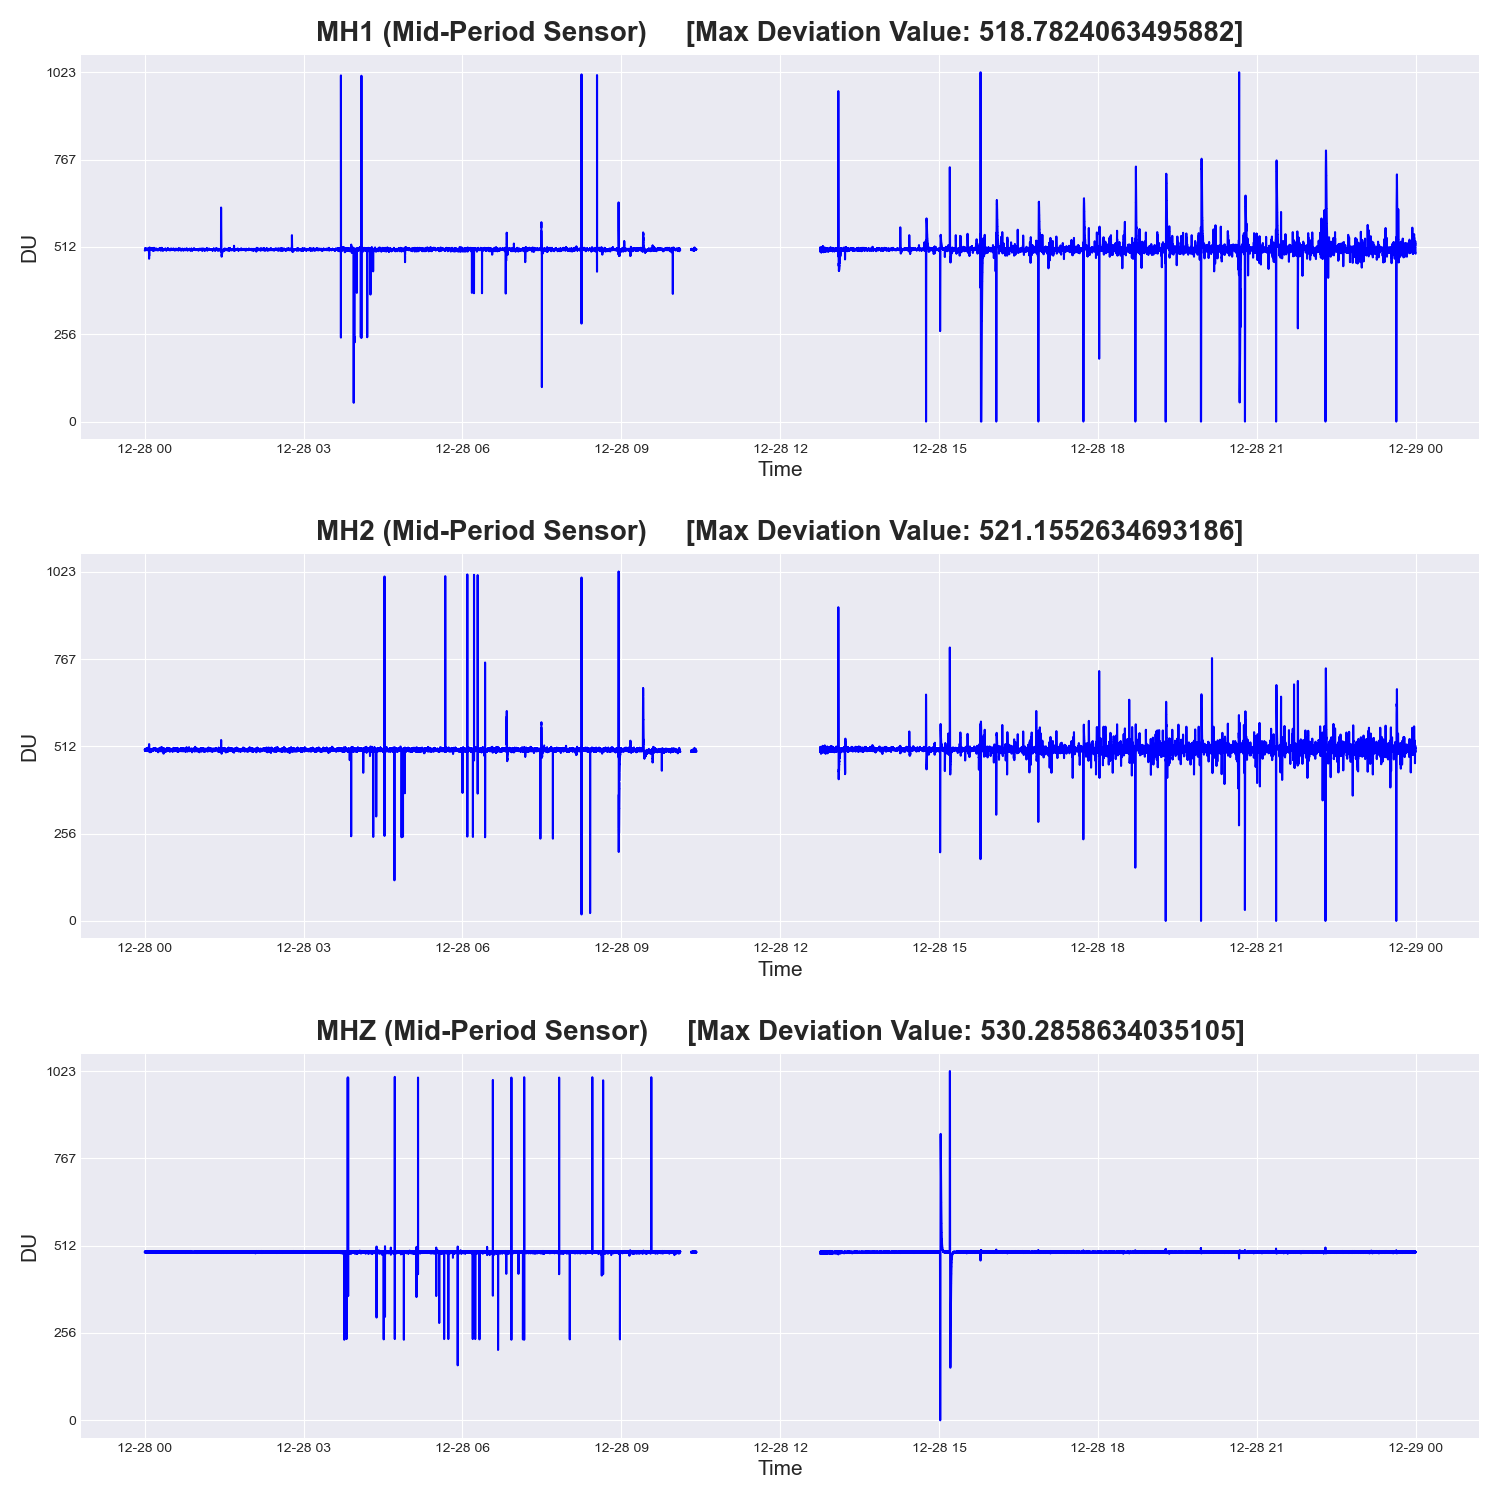 MH1 (Mid-Period Sensor) [Max Deviation Value: 518.7824063495882]
1023
767
512
256
0
DU
12-28 00 12-28 03 12-28 06 12-28 09 12-28 12 12-28 15 12-28 18 12-28 21 12-29 00
Time
MH2 (Mid-Period Sensor) [Max Deviation Value: 521.1552634693186]
1023
767
512
256
0
DU
12-28 00 12-28 03 12-28 06 12-28 09 12-28 12 12-28 15 12-28 18 12-28 21 12-29 00
Time
MHZ (Mid-Period Sensor) [Max Deviation Value: 530.2858634035105]
1023
767
512
256
0
DU
12-28 00 12-28 03 12-28 06 12-28 09 12-28 12 12-28 15 12-28 18 12-28 21 12-29 00
Time